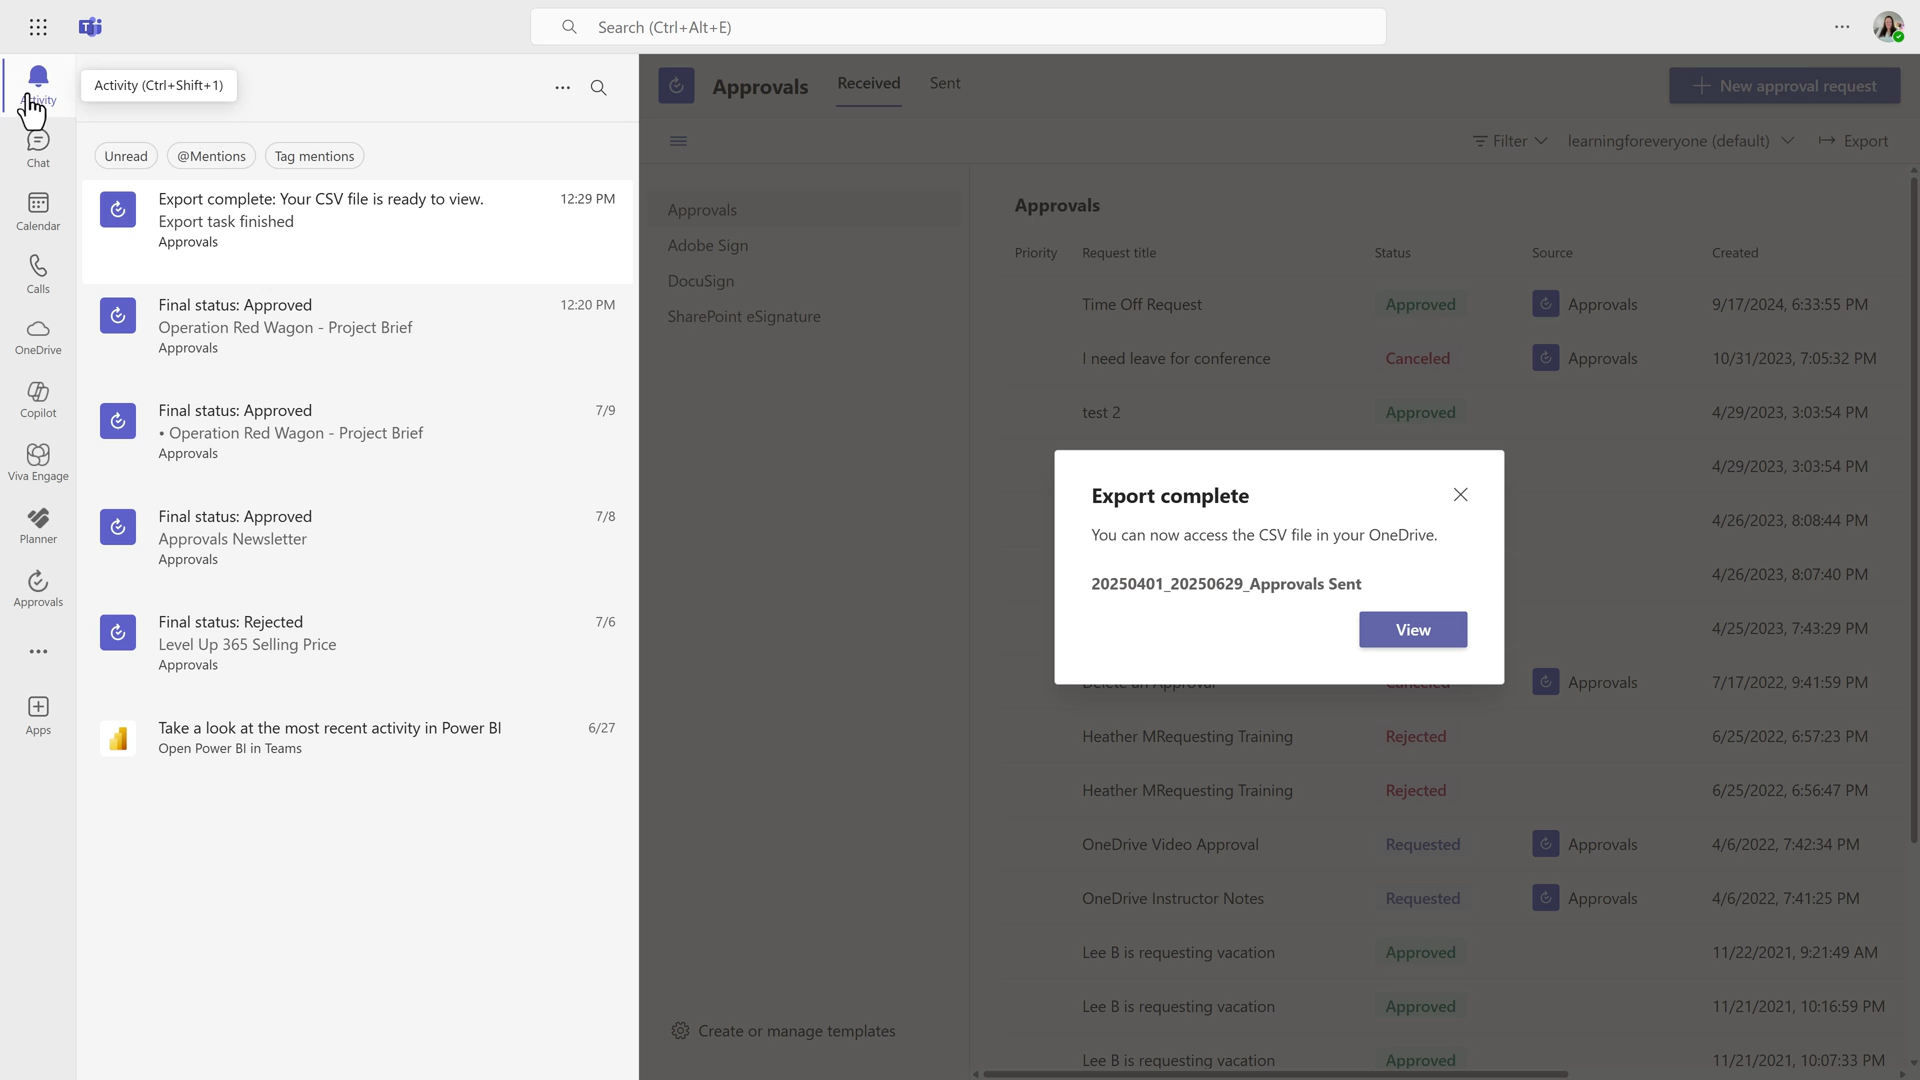 Search (Ctrl+Alt+E)
Activity
Activity (Ctrl+Shift+1)
Chat
Calendar
Calls
OneDrive
Copilot
Viva Engage
Planner
Approvals
Apps
Unread
@Mentions
Tag mentions
Export complete: Your CSV file is ready to view.
12:29 PM
Export task finished
Approvals
Final status: Approved
12:20 PM
Operation Red Wagon - Project Brief
Approvals
Final status: Approved
7/9
• Operation Red Wagon - Project Brief
Approvals
Final status: Approved
7/8
Approvals Newsletter
Approvals
Final status: Rejected
7/6
Level Up 365 Selling Price
Approvals
Take a look at the most recent activity in Power BI
6/27
Open Power BI in Teams
Approvals
Received
Sent
New approval request
Filter
learningforeveryone (default)
Export
Approvals
Adobe Sign
DocuSign
SharePoint eSignature
Create or manage templates
Approvals
Priority Request title Status Source Created
Time Off Request Approved Approvals 9/17/2024, 6:33:55 PM
I need leave for conference Canceled Approvals 10/31/2023, 7:05:32 PM
test 2 Approved 4/29/2023, 3:03:54 PM
4/29/2023, 3:03:54 PM
4/26/2023, 8:08:44 PM
4/26/2023, 8:07:40 PM
4/25/2023, 7:43:29 PM
Delete an Approval Canceled Approvals 7/17/2022, 9:41:59 PM
Heather MRequesting Training Rejected 6/25/2022, 6:57:23 PM
Heather MRequesting Training Rejected 6/25/2022, 6:56:47 PM
OneDrive Video Approval Requested Approvals 4/6/2022, 7:42:34 PM
OneDrive Instructor Notes Requested Approvals 4/6/2022, 7:41:25 PM
Lee B is requesting vacation Approved 11/22/2021, 9:21:49 AM
Lee B is requesting vacation Approved 11/21/2021, 10:16:59 PM
Lee B is requesting vacation Approved 11/21/2021, 10:07:33 PM
Export complete
You can now access the CSV file in your OneDrive.
20250401_20250629_Approvals Sent
View